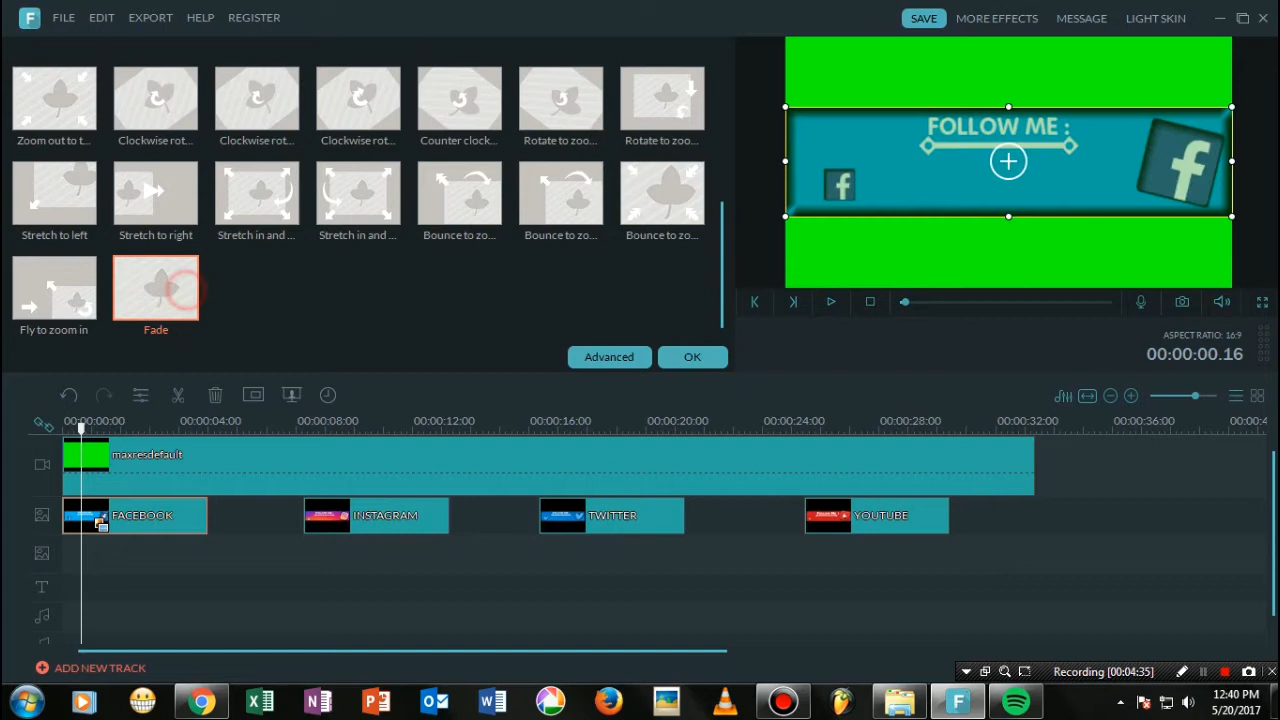 F FILE EDIT EXPORT HELP REGISTER SAVE MORE EFFECTS MESSAGE LIGHT SKIN
Zoom out to t... Clockwise rot... Clockwise rot... Clockwise rot... Counter clock... Rotate to zoo... Rotate to zoo...
Stretch to left Stretch to right Stretch in and ... Stretch in and ... Bounce to zo... Bounce to zo... Bounce to zo...
Fly to zoom in Fade
FOLLOW ME :
f f
Advanced OK
ASPECT RATIO: 16:9
00:00:00.16
00:00:00:00 00:00:04:00 00:00:08:00 00:00:12:00 00:00:16:00 00:00:20:00 00:00:24:00 00:00:28:00 00:00:32:00 00:00:36:00 00:00:4
maxresdefault
FACEBOOK INSTAGRAM TWITTER YOUTUBE
T
ADD NEW TRACK
Recording [00:04:35]
12:40 PM
5/20/2017